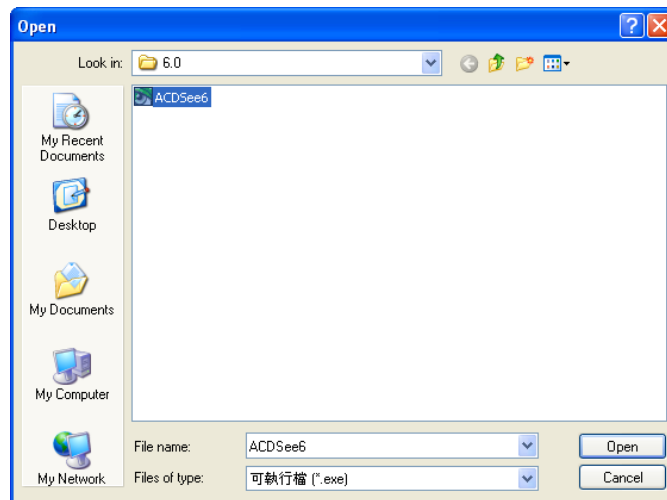 Open
Look in:
6.0
ACDSee6
My Recent
Documents
Desktop
My Documents
My Computer
My Network
File name:
ACDSee6
Open
Files of type:
可執行檔 (*.exe)
Cancel